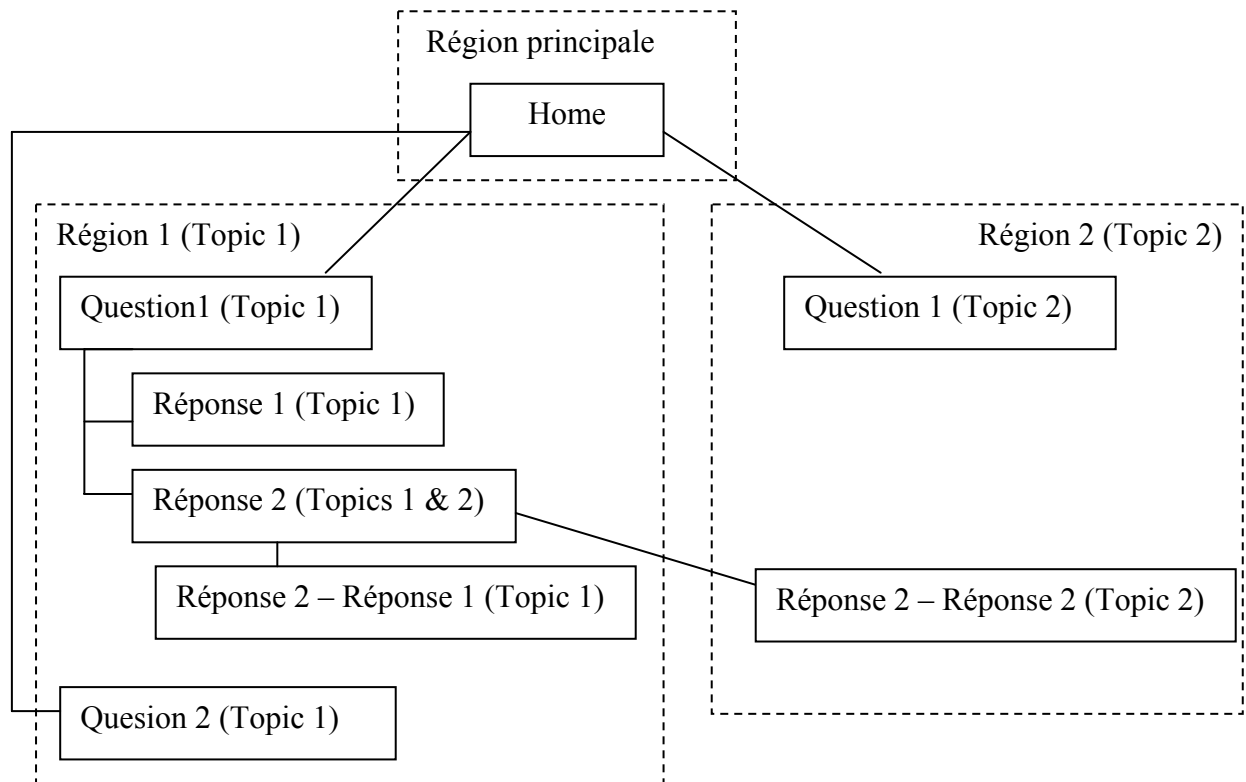 Région principale
Home
Région 1 (Topic 1)
Région 2 (Topic 2)
Question1 (Topic 1)
Question 1 (Topic 2)
Réponse 1 (Topic 1)
Réponse 2 (Topics 1 & 2)
Réponse 2 – Réponse 1 (Topic 1)
Réponse 2 – Réponse 2 (Topic 2)
Quesion 2 (Topic 1)